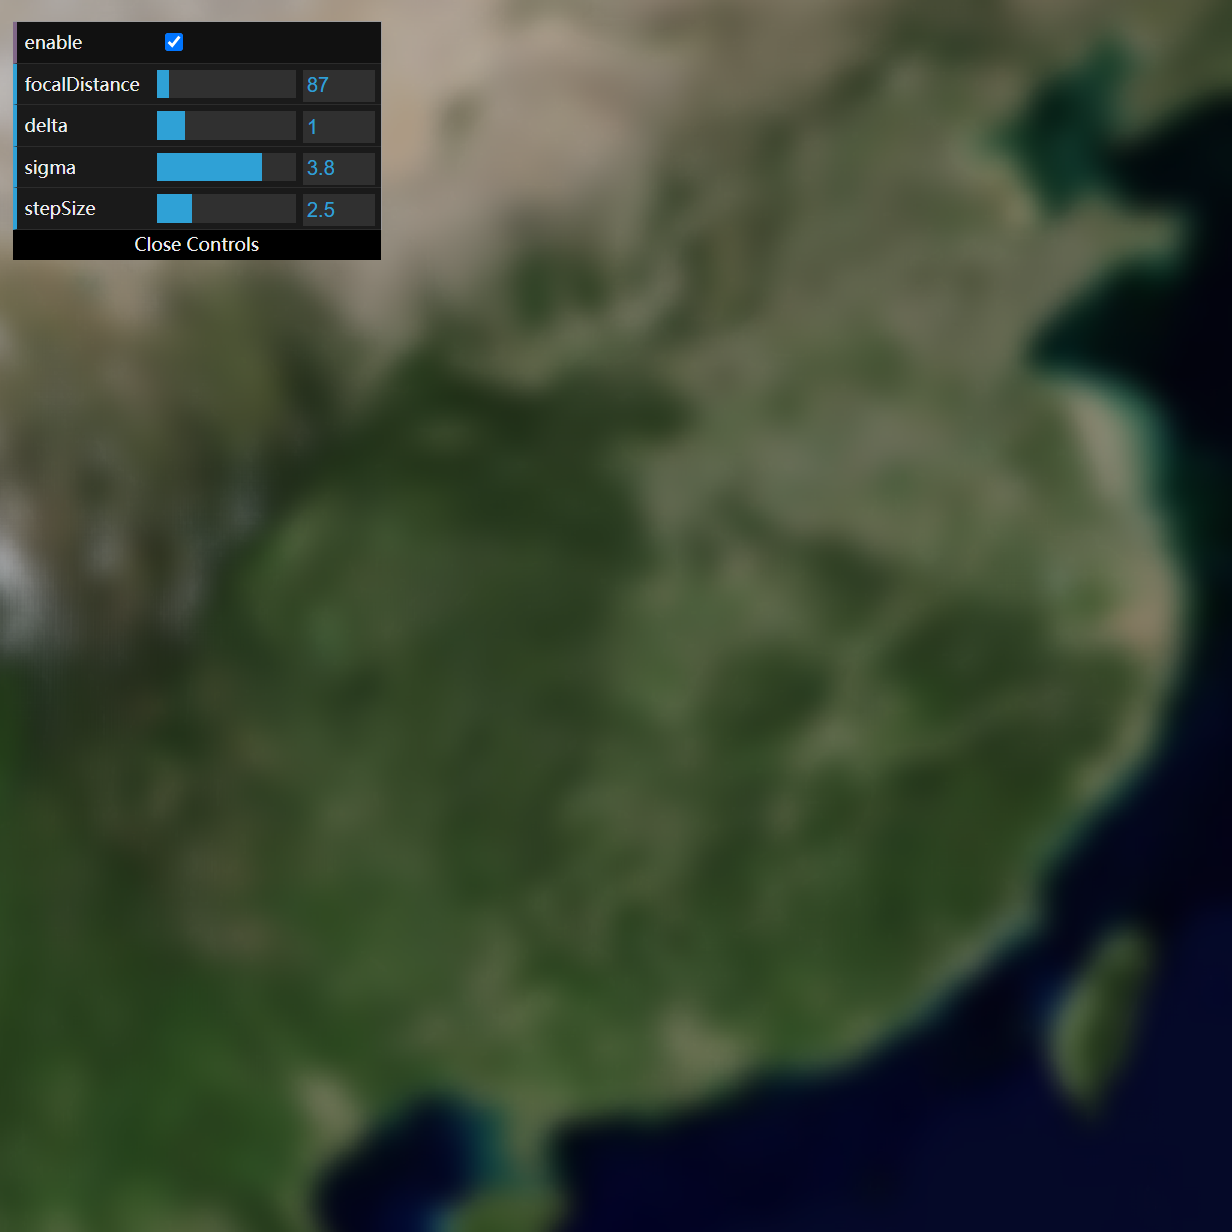 enable
focalDistance 87
delta 1
sigma 3.8
stepSize 2.5
Close Controls